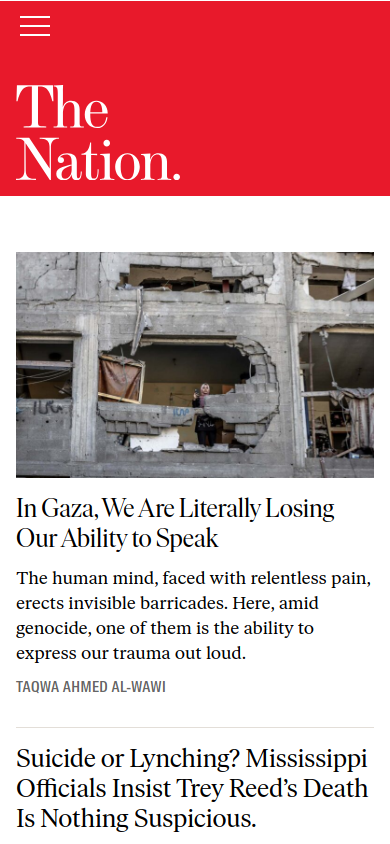 The
Nation.
In Gaza, We Are Literally Losing
Our Ability to Speak
The human mind, faced with relentless pain,
erects invisible barricades. Here, amid
genocide, one of them is the ability to
express our trauma out loud.
TAQWA AHMED AL-WAWI
Suicide or Lynching? Mississippi
Officials Insist Trey Reed’s Death
Is Nothing Suspicious.